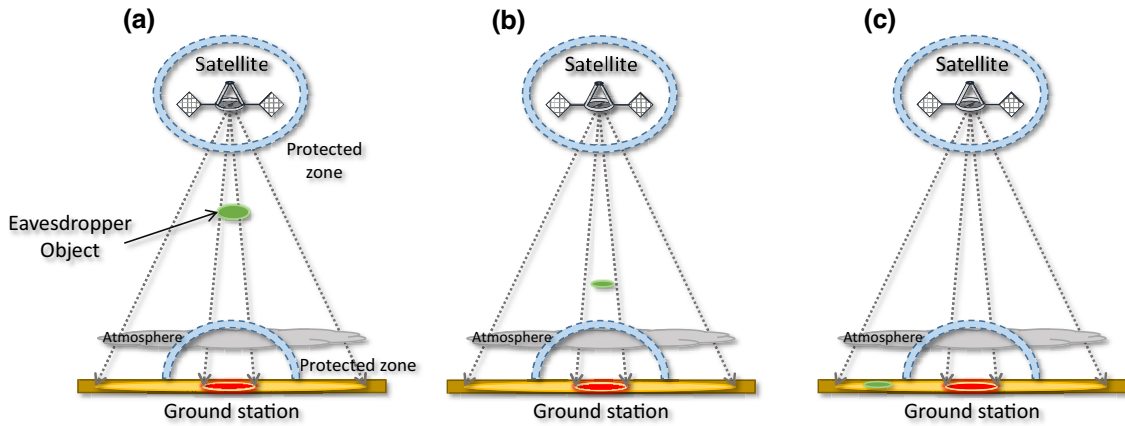 (a)
Satellite
Protected
zone
Eavesdropper
Object
Atmosphere
Protected zone
Ground station
(b)
Satellite
Atmosphere
Ground station
(c)
Satellite
Atmosphere
Ground station